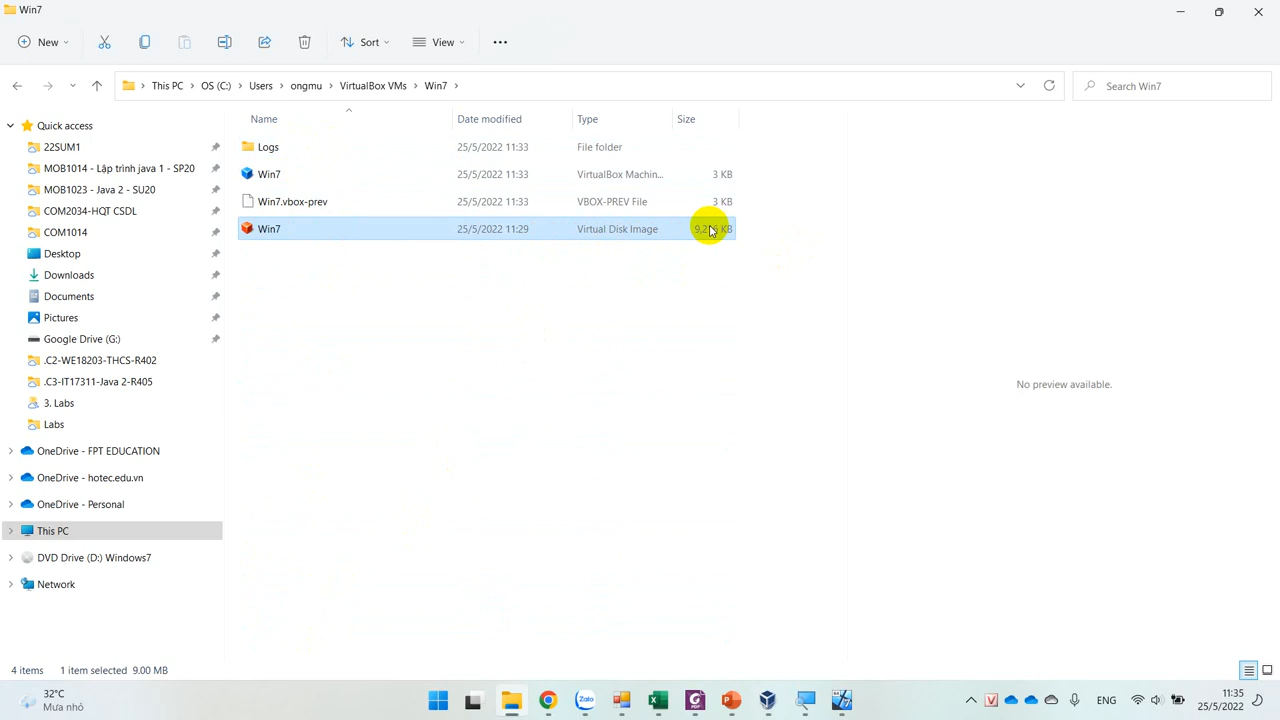 Win7
New
Sort
View
This PC
OS (C:)
Users
ongmu
VirtualBox VMs
Win7
Search Win7
Name
Date modified
Type
Size
Logs
25/5/2022 11:33
File folder
Win7
25/5/2022 11:33
VirtualBox Machin...
3 KB
Win7.vbox-prev
25/5/2022 11:33
VBOX-PREV File
3 KB
Win7
25/5/2022 11:29
Virtual Disk Image
KB
Quick access
22SUM1
MOB1014 - Lập trình java 1 - SP20
MOB1023 - Java 2 - SU20
COM2034-HQT CSDL
COM1014
Desktop
Downloads
Documents
Pictures
Google Drive (G:)
.C2-WE18203-THCS-R402
.C3-IT17311-Java 2-R405
3. Labs
Labs
OneDrive - FPT EDUCATION
OneDrive - hotec.edu.vn
OneDrive - Personal
This PC
DVD Drive (D:) Windows7
Network
No preview available.
4 items
1 item selected 9.00 MB
32°C
Mưa nhỏ
Zalo
ENG
11:35
25/5/2022